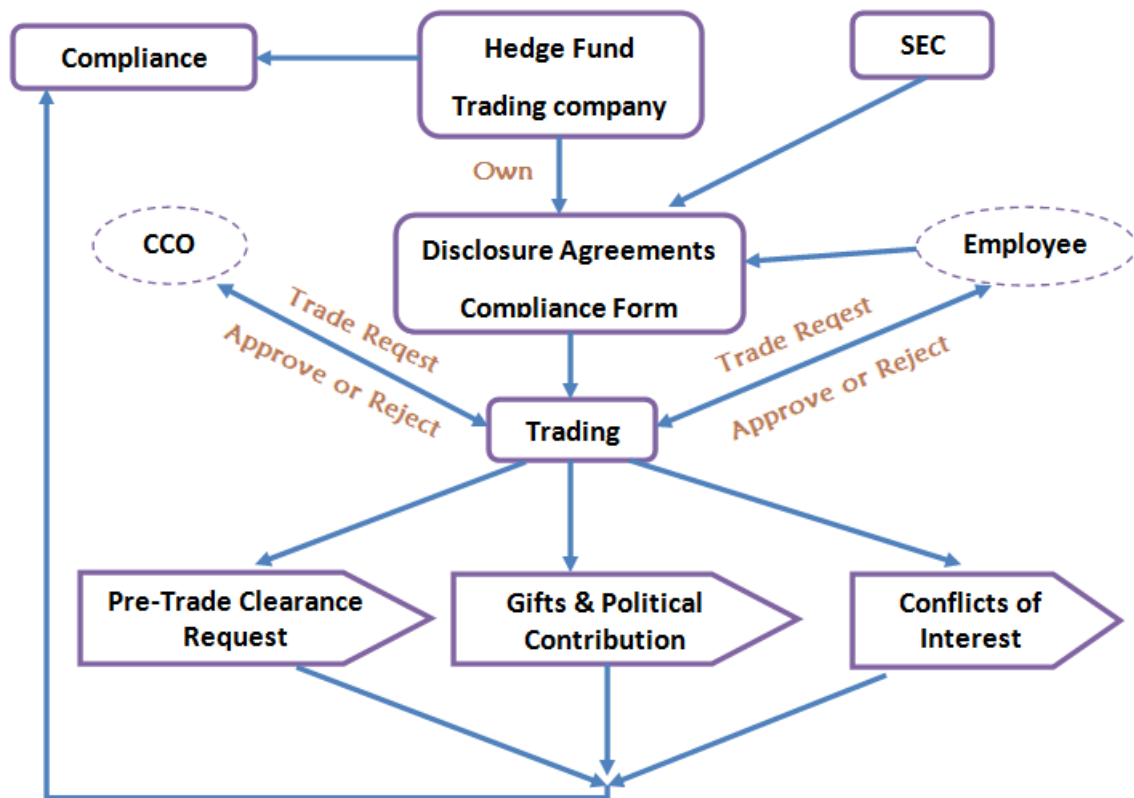 Compliance
Hedge Fund
Trading company
SEC
Own
CCO
Disclosure Agreements
Compliance Form
Employee
Trade Reqest
Approve or Reject
Trade Reqest
Approve or Reject
Trading
Pre-Trade Clearance
Request
Gifts & Political
Contribution
Conflicts of
Interest